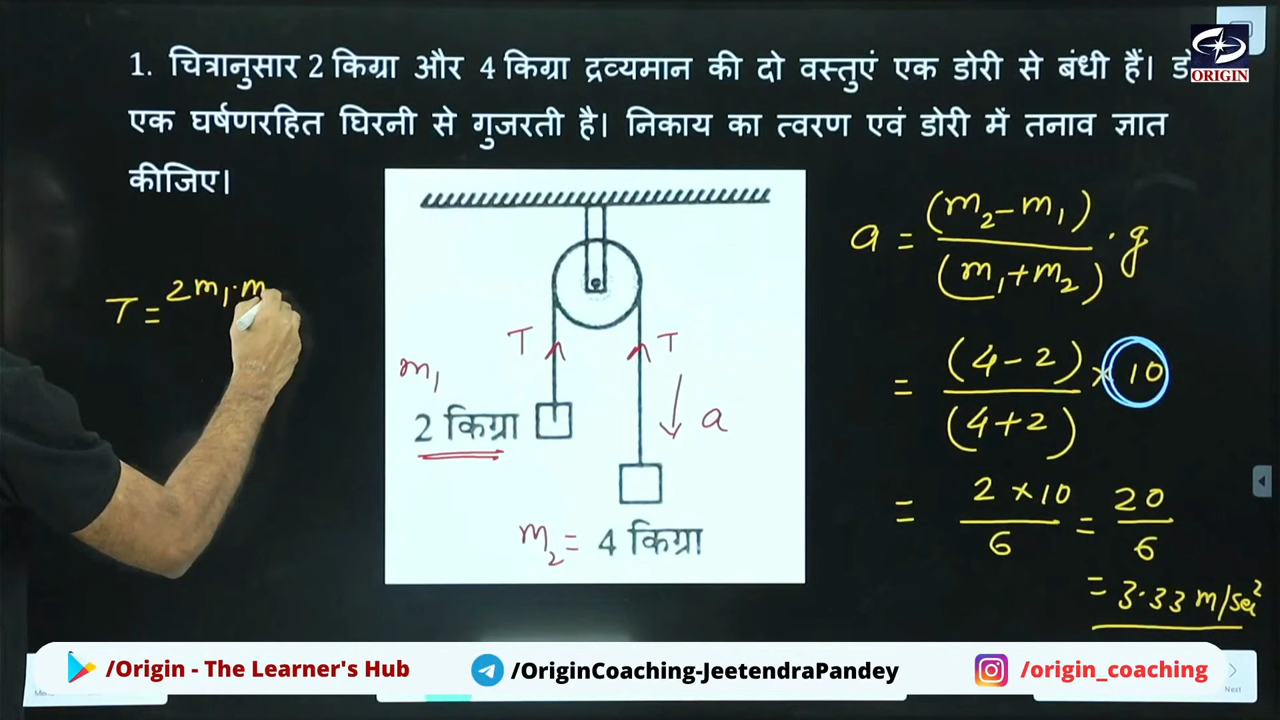 ORIGIN
1. चित्रानुसार 2 किग्रा और 4 किग्रा द्रव्यमान की दो वस्तुएं एक डोरी से बंधी हैं।
एक घर्षणरहित घिरनी से गुजरती है। निकाय का त्वरण एवं डोरी में तनाव ज्ञात
कीजिए।
T = 2m₁·m
T T
m₁
2 किग्रा
a
m₂ = 4 किग्रा
a = (m₂-m₁)/(m₁+m₂) · g
= (4-2)/(4+2) × 10
= 2×10/6 = 20/6
= 3.33 m/sec²
/Origin - The Learner's Hub
/OriginCoaching-JeetendraPandey
/origin_coaching
Next